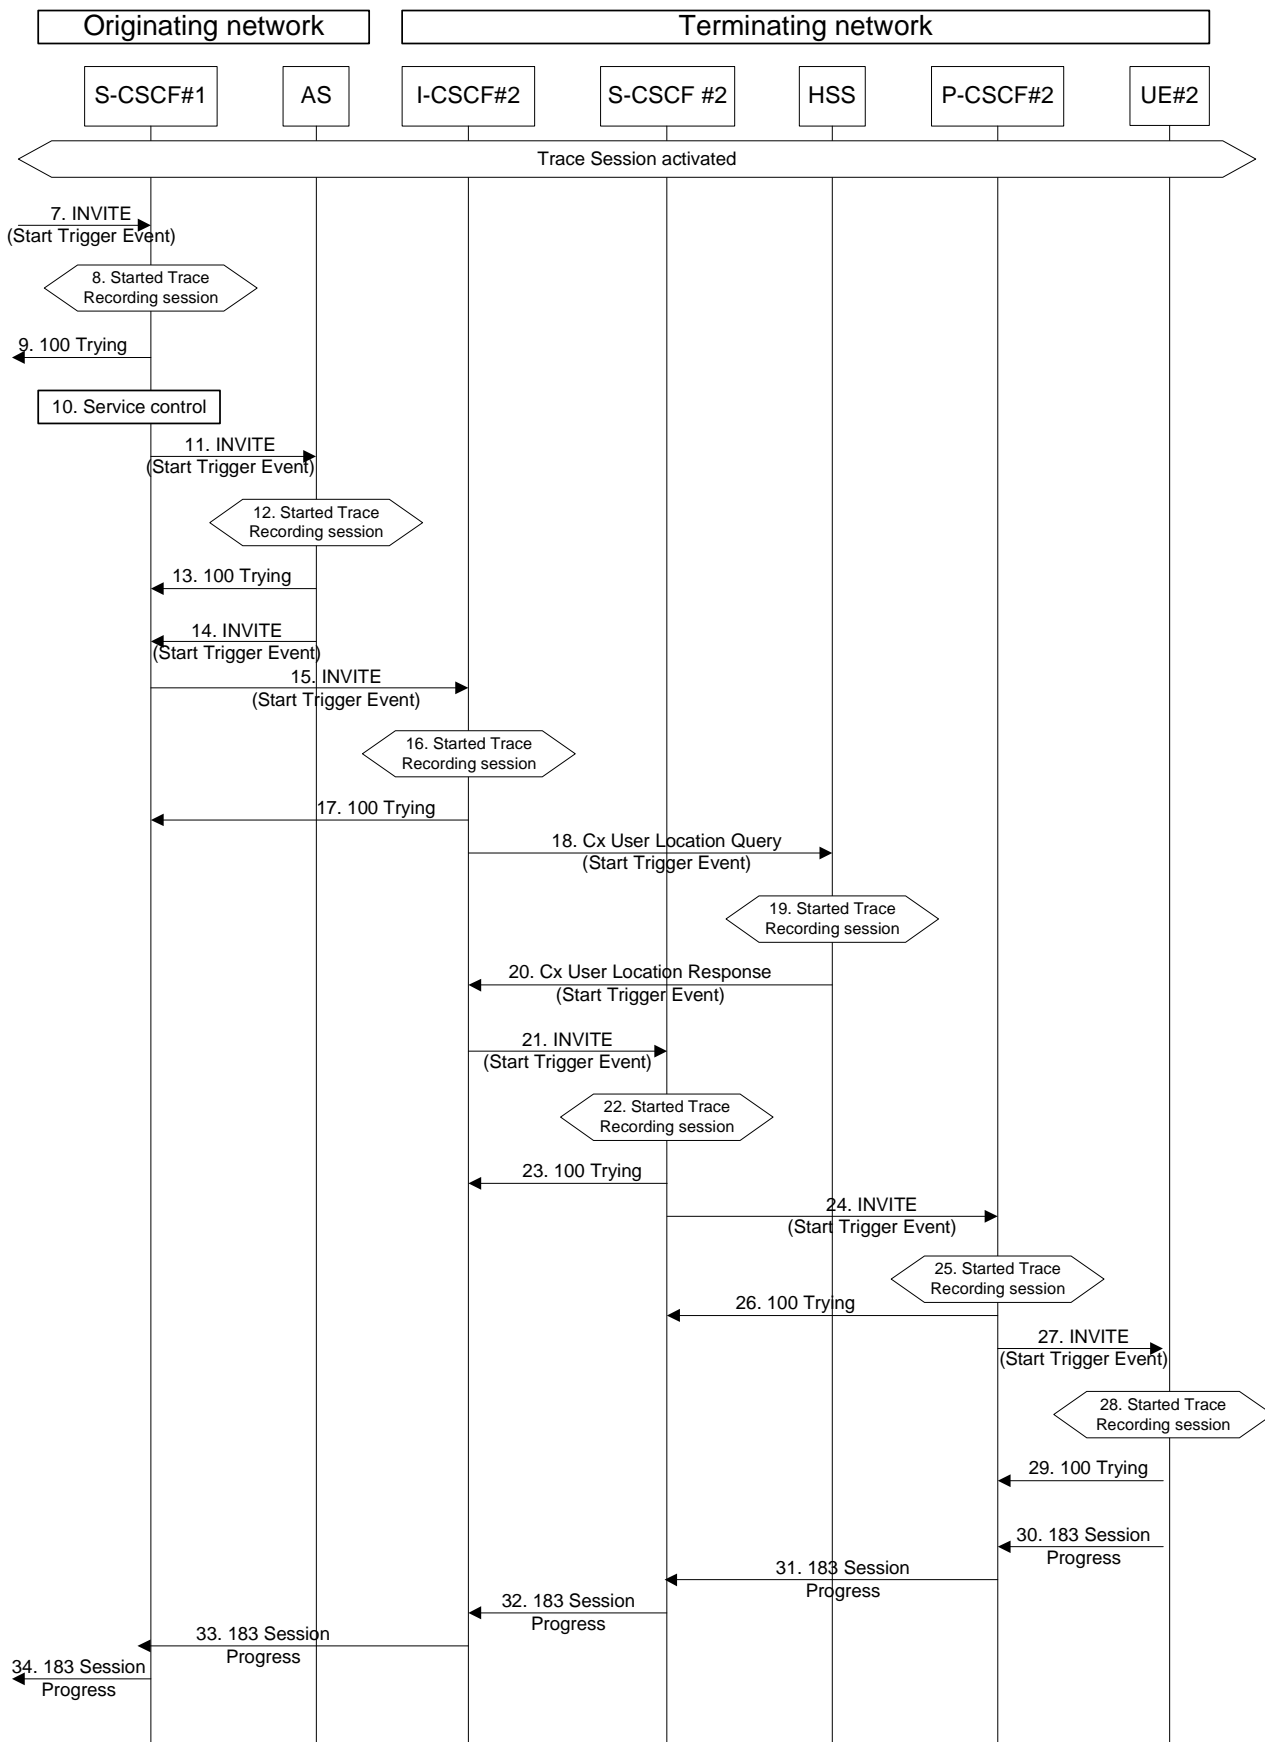 Originating network
Terminating network
S-CSCF#1
AS
I-CSCF#2
S-CSCF #2
HSS
P-CSCF#2
UE#2
Trace Session activated
7. INVITE
(Start Trigger Event)
8. Started Trace
Recording session
9. 100 Trying
10. Service control
11. INVITE
(Start Trigger Event)
12. Started Trace
Recording session
13. 100 Trying
14. INVITE
(Start Trigger Event)
15. INVITE
(Start Trigger Event)
16. Started Trace
Recording session
17. 100 Trying
18. Cx User Location Query
(Start Trigger Event)
19. Started Trace
Recording session
20. Cx User Location Response
(Start Trigger Event)
21. INVITE
(Start Trigger Event)
22. Started Trace
Recording session
23. 100 Trying
24. INVITE
(Start Trigger Event)
25. Started Trace
Recording session
26. 100 Trying
27. INVITE
(Start Trigger Event)
28. Started Trace
Recording session
29. 100 Trying
30. 183 Session
Progress
31. 183 Session
Progress
32. 183 Session
Progress
33. 183 Session
Progress
34. 183 Session
Progress